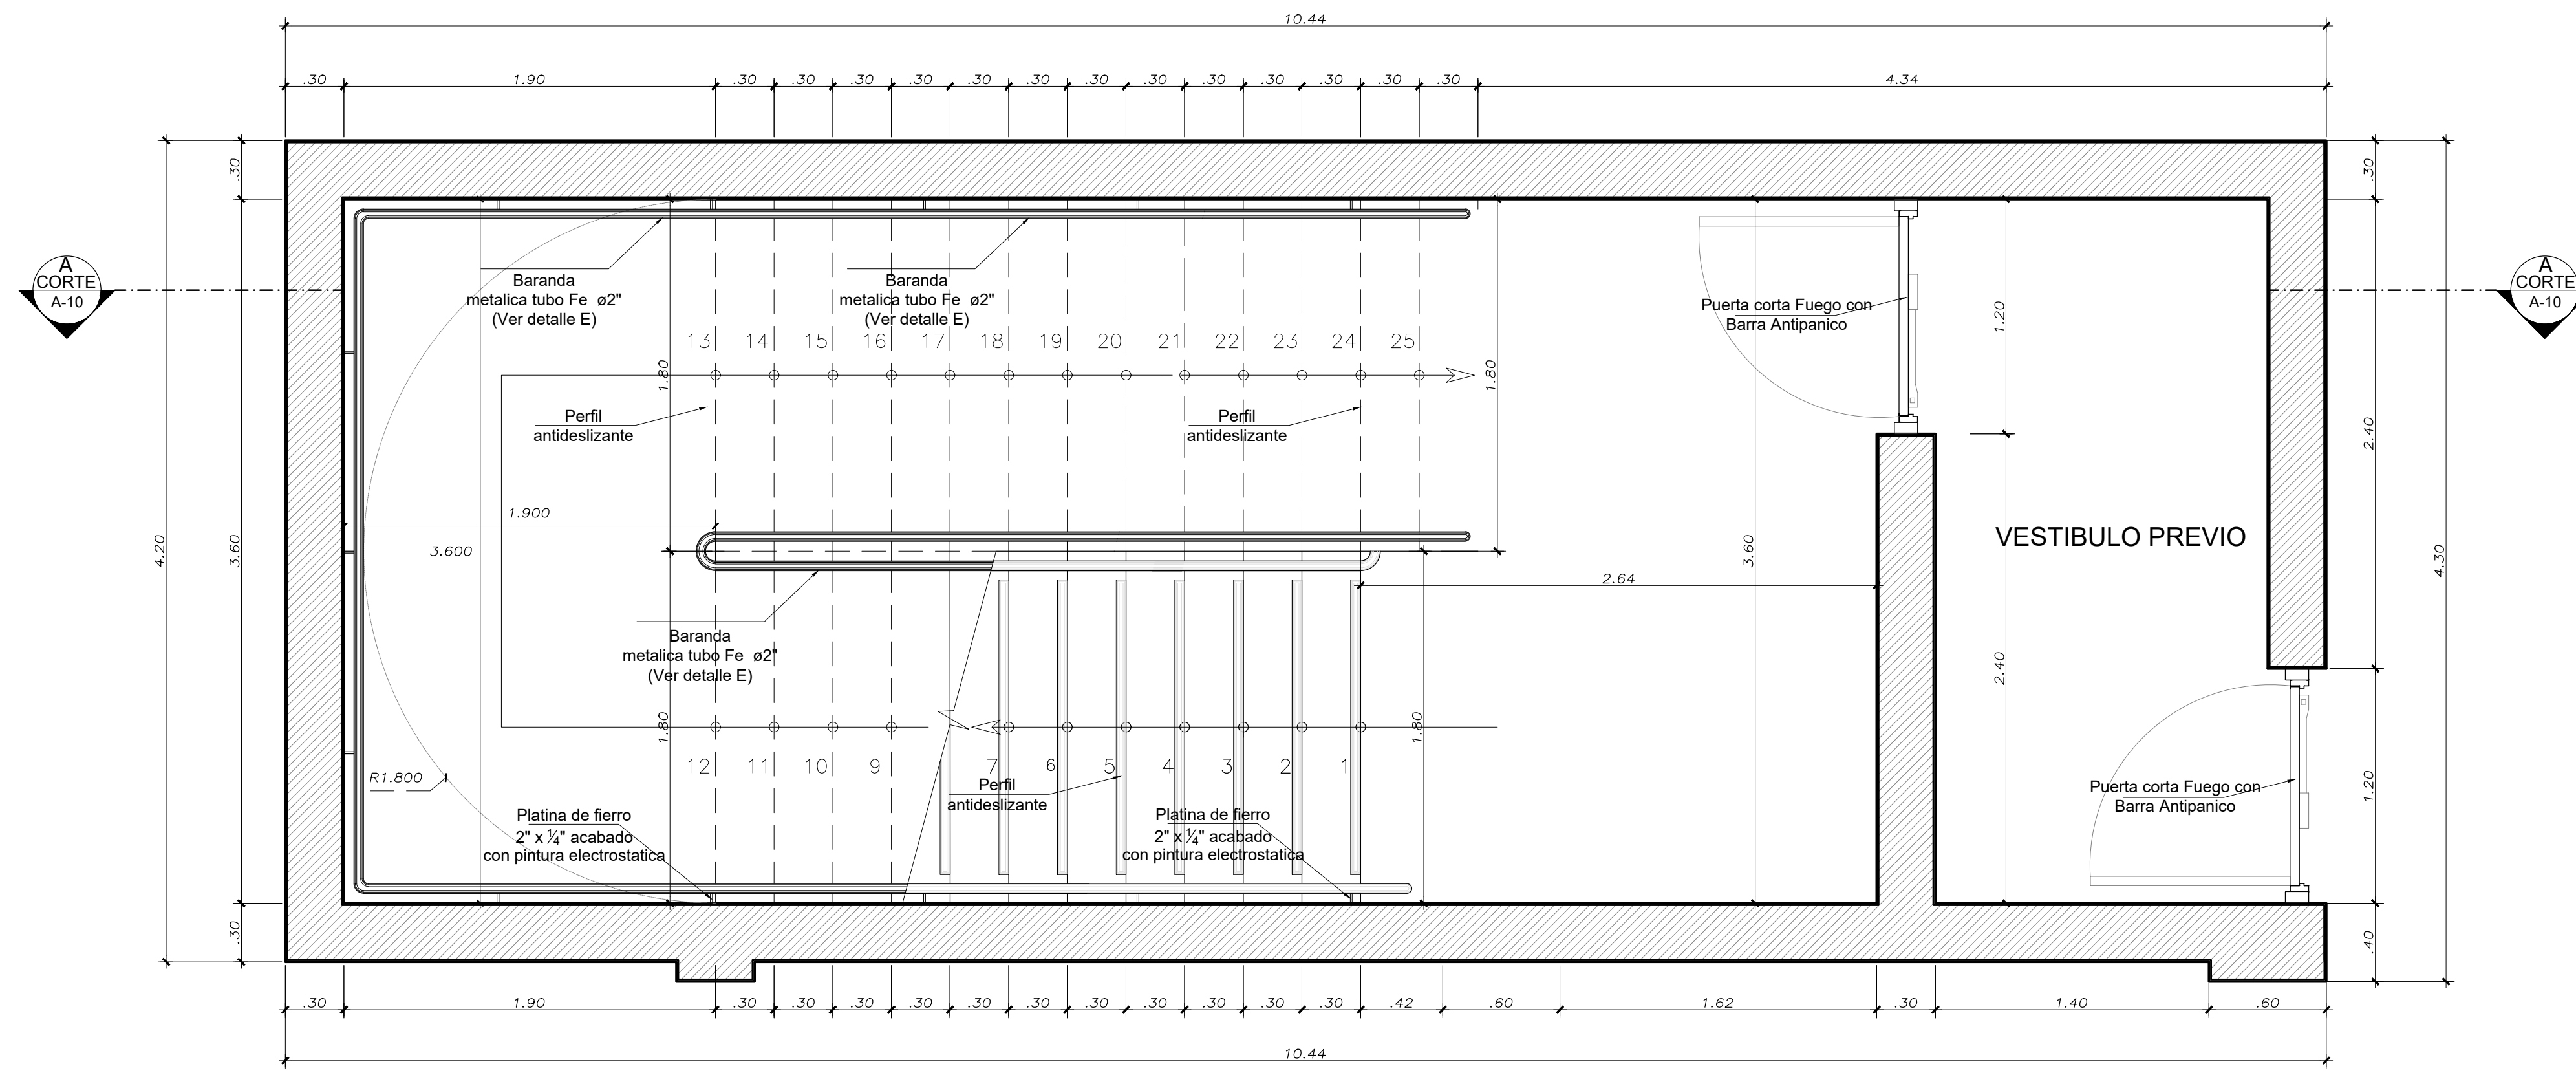 10.44
.30 1.90 .30 .30 .30 .30 .30 .30 .30 .30 .30 .30 .30 .30 .30 4.34
.30
.30
A
CORTE
A-10
A
CORTE
A-10
Baranda
metalica tubo Fe ø2"
(Ver detalle E)
Baranda
metalica tubo Fe ø2"
(Ver detalle E)
Puerta corta Fuego con
Barra Antipanico
1.20
13 14 15 16 17 18 19 20 21 22 23 24 25
1.80
1.80
2.40
Perfil
antideslizante
Perfil
antideslizante
1.900
4.20
3.60
3.600
3.60
VESTIBULO PREVIO
4.30
2.64
Baranda
metalica tubo Fe ø2"
(Ver detalle E)
2.40
1.80
1.80
12 11 10 9 7 6 5 4 3 2 1
R1.800
Perfil
antideslizante
Puerta corta Fuego con
Barra Antipanico
1.20
Platina de fierro
2" x ¼" acabado
con pintura electrostatica
Platina de fierro
2" x ¼" acabado
con pintura electrostatica
.30
.40
.30 1.90 .30 .30 .30 .30 .30 .30 .30 .30 .30 .30 .30 .42 .60 1.62 .30 1.40 .60
10.44